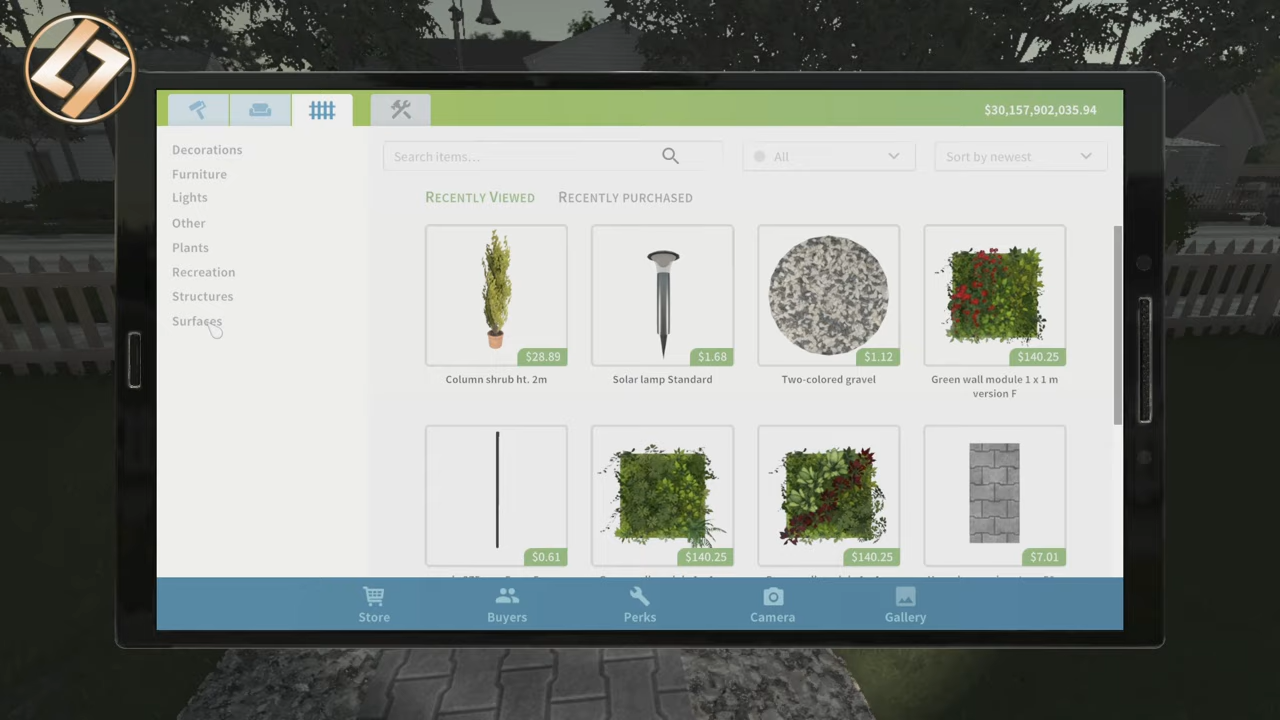 $30,157,902,035.94
Decorations
Furniture
Lights
Other
Plants
Recreation
Structures
Surfaces
Search items...
All
Sort by newest
RECENTLY VIEWED
RECENTLY PURCHASED
$28.89
Column shrub ht. 2m
$1.68
Solar lamp Standard
$1.12
Two-colored gravel
$140.25
Green wall module 1 x 1 m
version F
$0.61
$140.25
$140.25
$7.01
Store
Buyers
Perks
Camera
Gallery